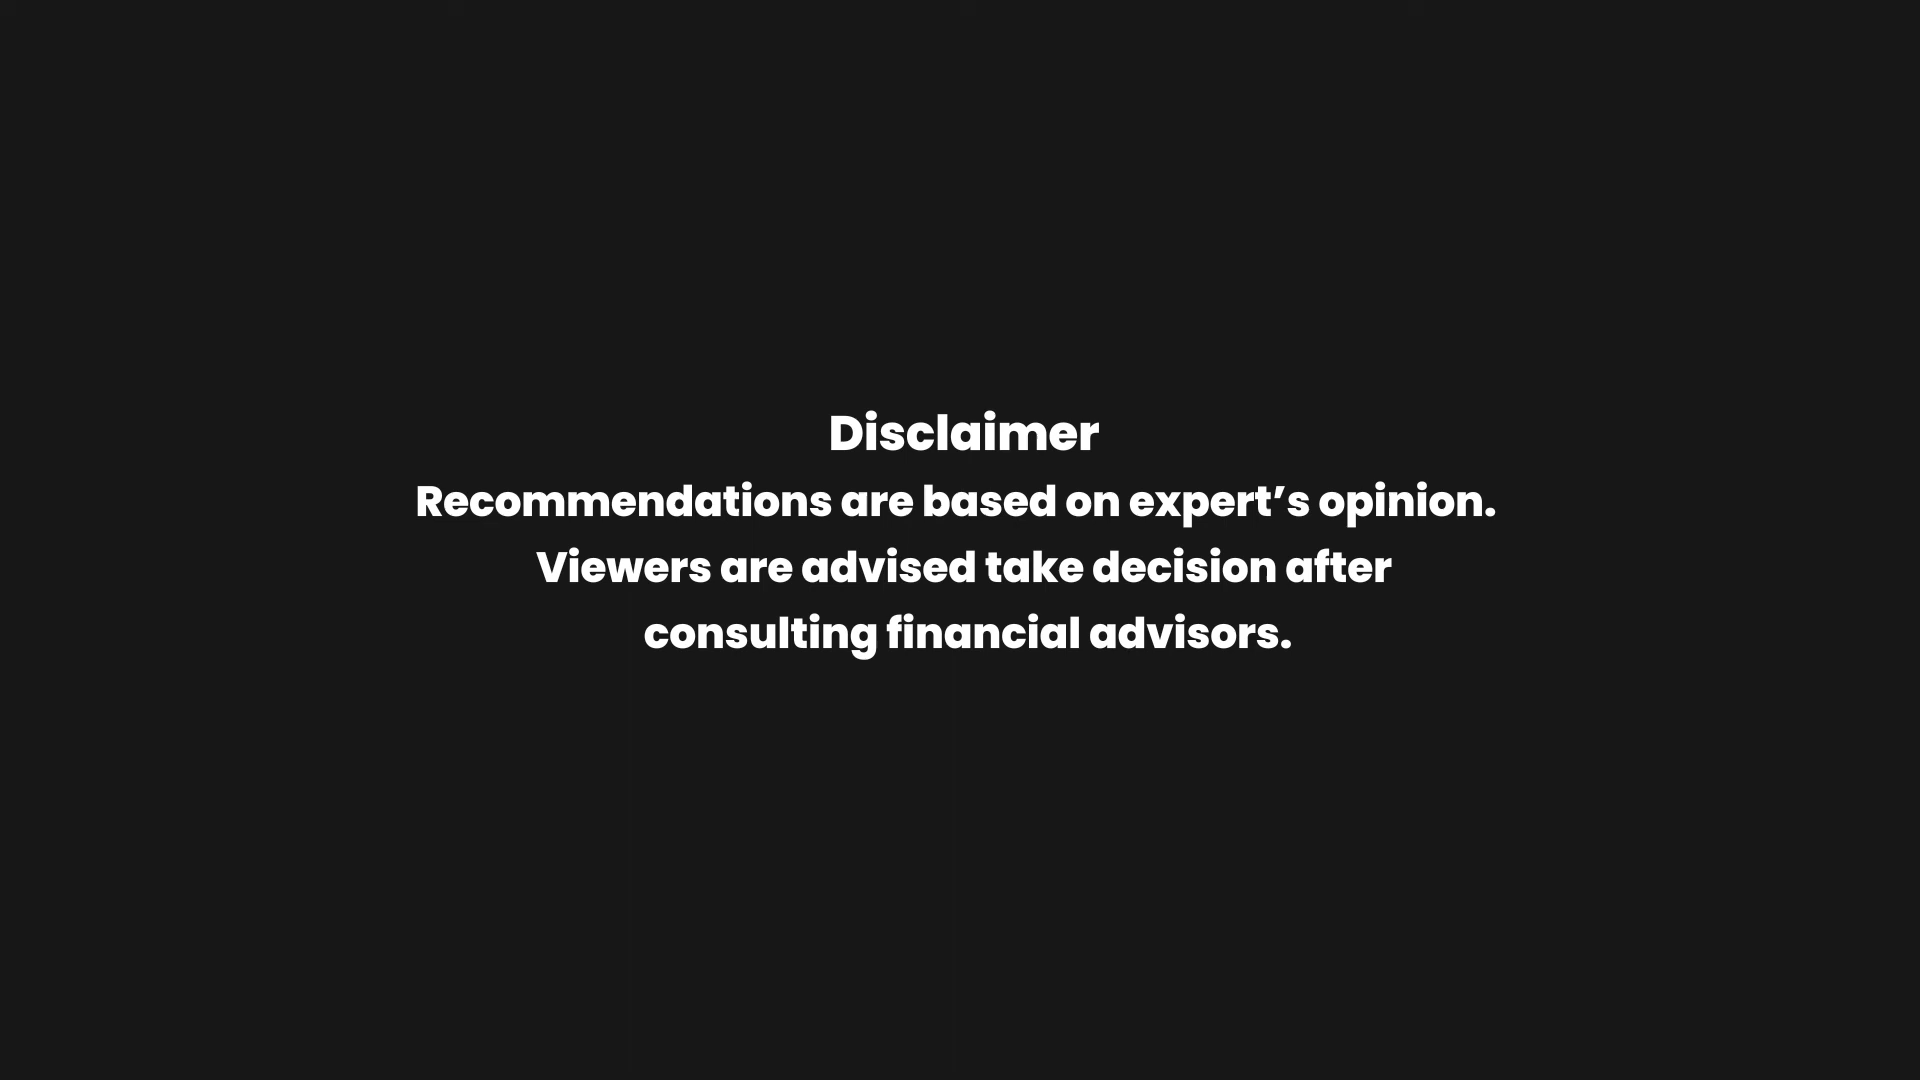 Disclaimer
Recommendations are based on expert’s opinion.
Viewers are advised take decision after
consulting financial advisors.